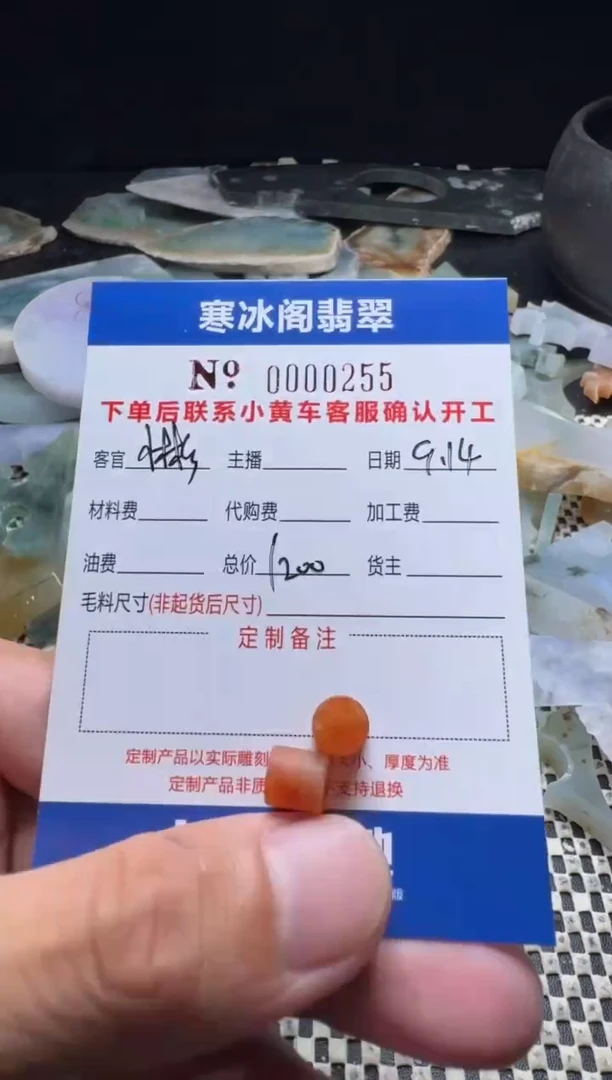 寒冰阁翡翠
Nº 0000255
下单后联系小黄车客服确认开工
客官 主播 日期 9.14
材料费 代购费 加工费
油费 总价 1200 货主
毛料尺寸(非起货后尺寸)
定制备注
定制产品以实际雕刻 小、厚度为准
定制产品非质 支持退换